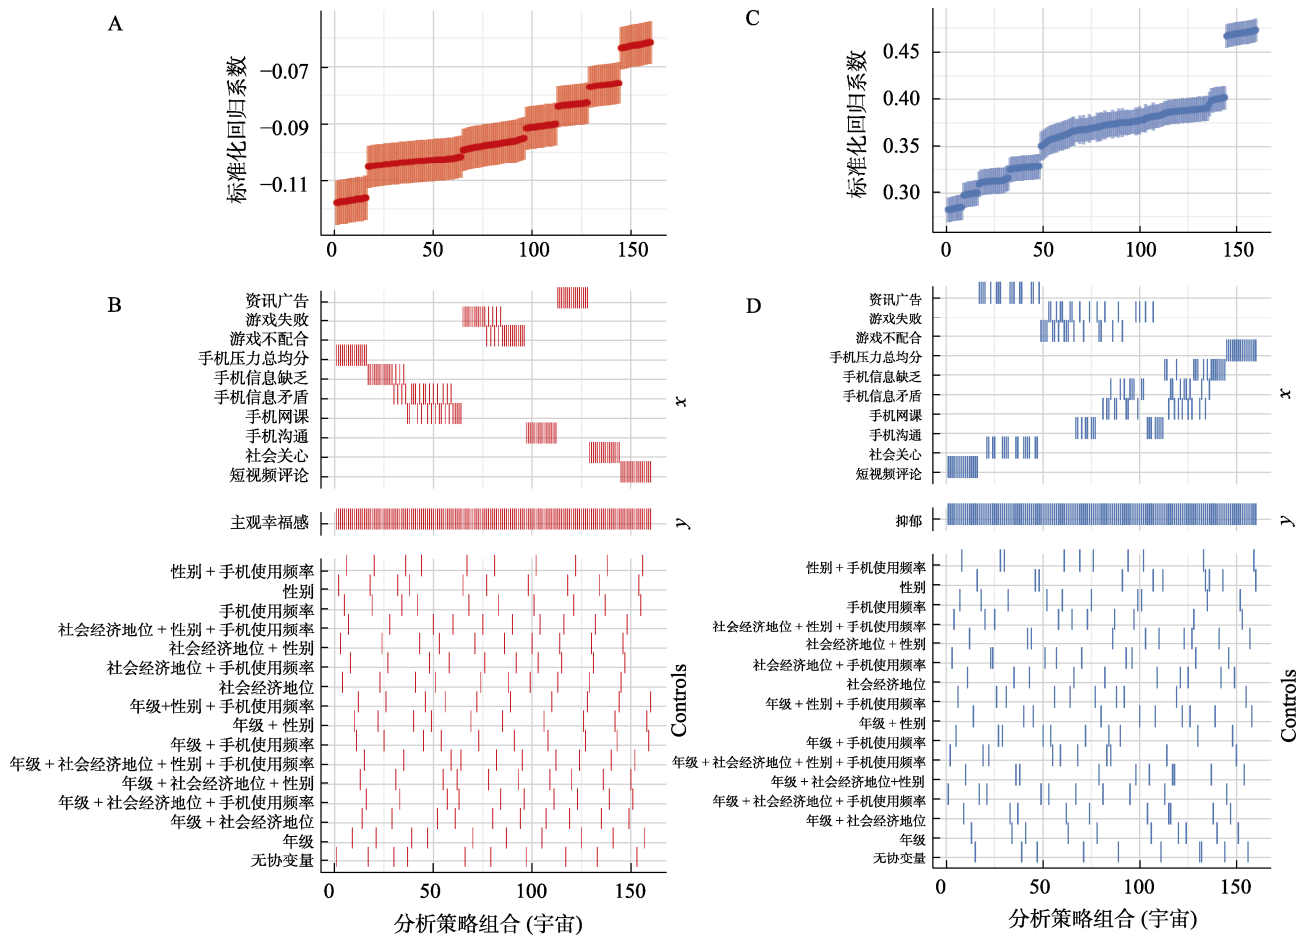 A
标准化回归系数
−0.07
−0.09
−0.11
0
50
100
150
B
资讯广告
游戏失败
游戏不配合
手机压力总均分
手机信息缺乏
手机信息矛盾
手机网课
手机沟通
社会关心
短视频评论
x
主观幸福感
y
性别 + 手机使用频率
性别
手机使用频率
社会经济地位 + 性别 + 手机使用频率
社会经济地位 + 性别
社会经济地位 + 手机使用频率
社会经济地位
年级+性别 + 手机使用频率
年级 + 性别
年级 + 手机使用频率
年级 + 社会经济地位 + 性别 + 手机使用频率
年级 + 社会经济地位 + 性别
年级 + 社会经济地位 + 手机使用频率
年级 + 社会经济地位
年级
无协变量
Controls
0
50
100
150
分析策略组合 (宇宙)
C
标准化回归系数
0.45
0.40
0.35
0.30
0
50
100
150
D
资讯广告
游戏失败
游戏不配合
手机压力总均分
手机信息缺乏
手机信息矛盾
手机网课
手机沟通
社会关心
短视频评论
x
抑郁
y
性别 + 手机使用频率
性别
手机使用频率
社会经济地位 + 性别 + 手机使用频率
社会经济地位 + 性别
社会经济地位 + 手机使用频率
社会经济地位
年级 + 性别 + 手机使用频率
年级 + 性别
年级 + 手机使用频率
年级 + 社会经济地位 + 性别 + 手机使用频率
年级 + 社会经济地位+性别
年级 + 社会经济地位 + 手机使用频率
年级 + 社会经济地位
年级
无协变量
Controls
0
50
100
150
分析策略组合 (宇宙)